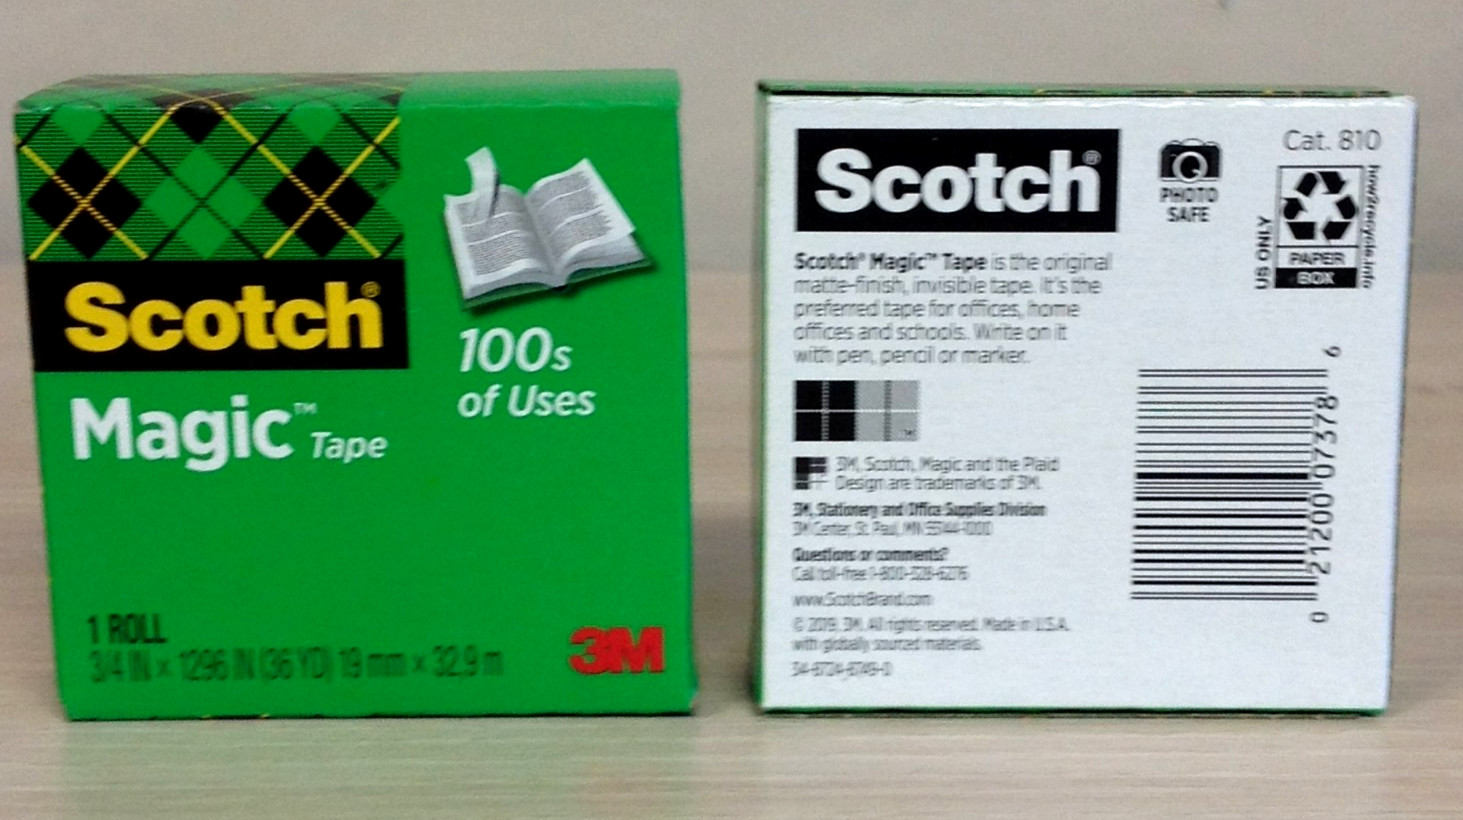 Scotch®
Magic™ Tape
100s
of Uses
1 ROLL
3/4 IN × 1296 IN (36 YD) 19 mm × 32,9 m
3M
Scotch®
PHOTO
SAFE
Cat. 810
US ONLY
PAPER
BOX
how2recycle.info
Scotch® Magic™ Tape is the original
matte-finish, invisible tape. It's the
preferred tape for offices, home
offices and schools. Write on it
with pen, pencil or marker.
™
3M, Scotch, Magic and the Plaid
Design are trademarks of 3M.
3M, Stationery and Office Supplies Division
3M Center, St. Paul, MN 55144-1000
Questions or comments?
Call toll-free 1-800-328-6276
www.ScotchBrand.com
© 2019, 3M. All rights reserved. Made in U.S.A.
with globally sourced materials.
0 21200 07378 6